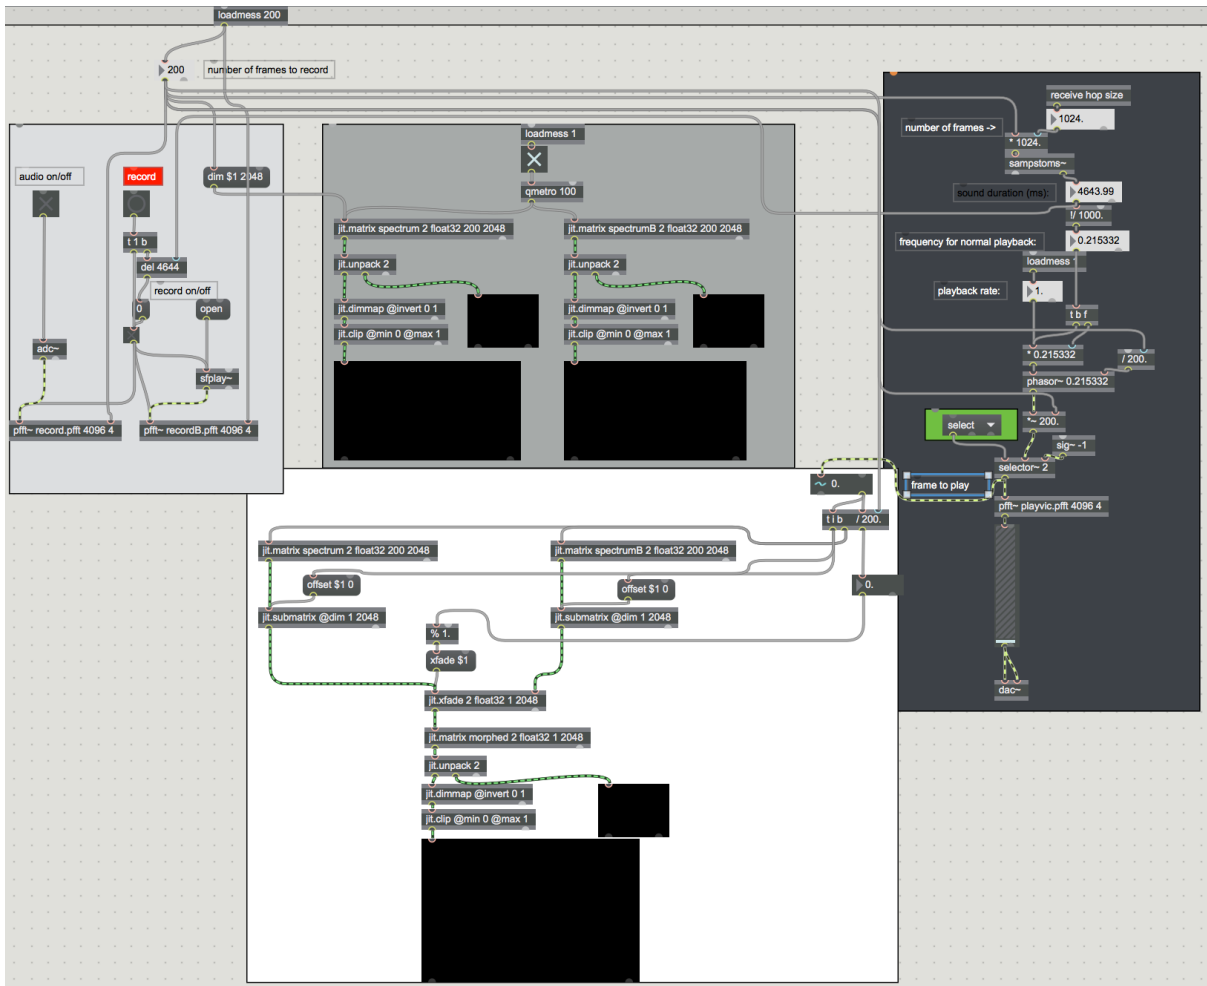 loadmess 200
200
number of frames to record
audio on/off
record
dim $1 2048
t 1 b
del 4644
record on/off
0
open
adc~
sfplay~
pfft~ record.pfft 4096 4
pfft~ recordB.pfft 4096 4
loadmess 1
qmetro 100
jit.matrix spectrum 2 float32 200 2048
jit.matrix spectrumB 2 float32 200 2048
jit.unpack 2
jit.unpack 2
jit.dimmap @invert 0 1
jit.dimmap @invert 0 1
jit.clip @min 0 @max 1
jit.clip @min 0 @max 1
receive hop size
1024.
number of frames ->
* 1024.
sampstoms~
sound duration (ms):
4643.99
!/ 1000.
frequency for normal playback:
0.215332
loadmess 1
playback rate:
1.
t b f
* 0.215332
/ 200.
phasor~ 0.215332
select
*~ 200.
sig~ -1
selector~ 2
frame to play
pfft~ playvic.pfft 4096 4
dac~
0.
t i b
/ 200.
jit.matrix spectrum 2 float32 200 2048
jit.matrix spectrumB 2 float32 200 2048
offset $1 0
offset $1 0
0.
jit.submatrix @dim 1 2048
jit.submatrix @dim 1 2048
% 1.
xfade $1
jit.xfade 2 float32 1 2048
jit.matrix morphed 2 float32 1 2048
jit.unpack 2
jit.dimmap @invert 0 1
jit.clip @min 0 @max 1